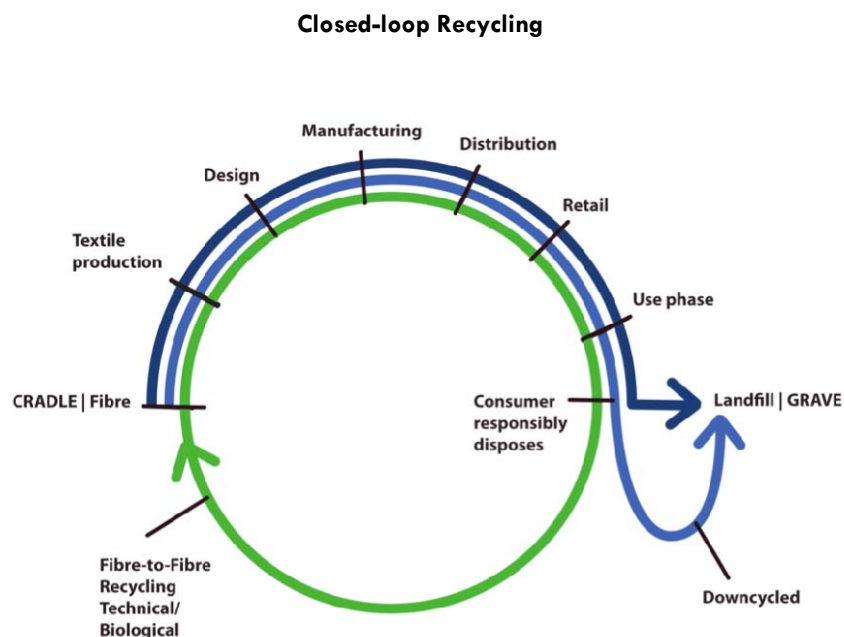 Closed-loop Recycling
Manufacturing
Distribution
Design
Retail
Textile
production
Use phase
CRADLE | Fibre
Consumer
responsibly
disposes
Landfill | GRAVE
Fibre-to-Fibre
Recycling
Technical/
Biological
Downcycled